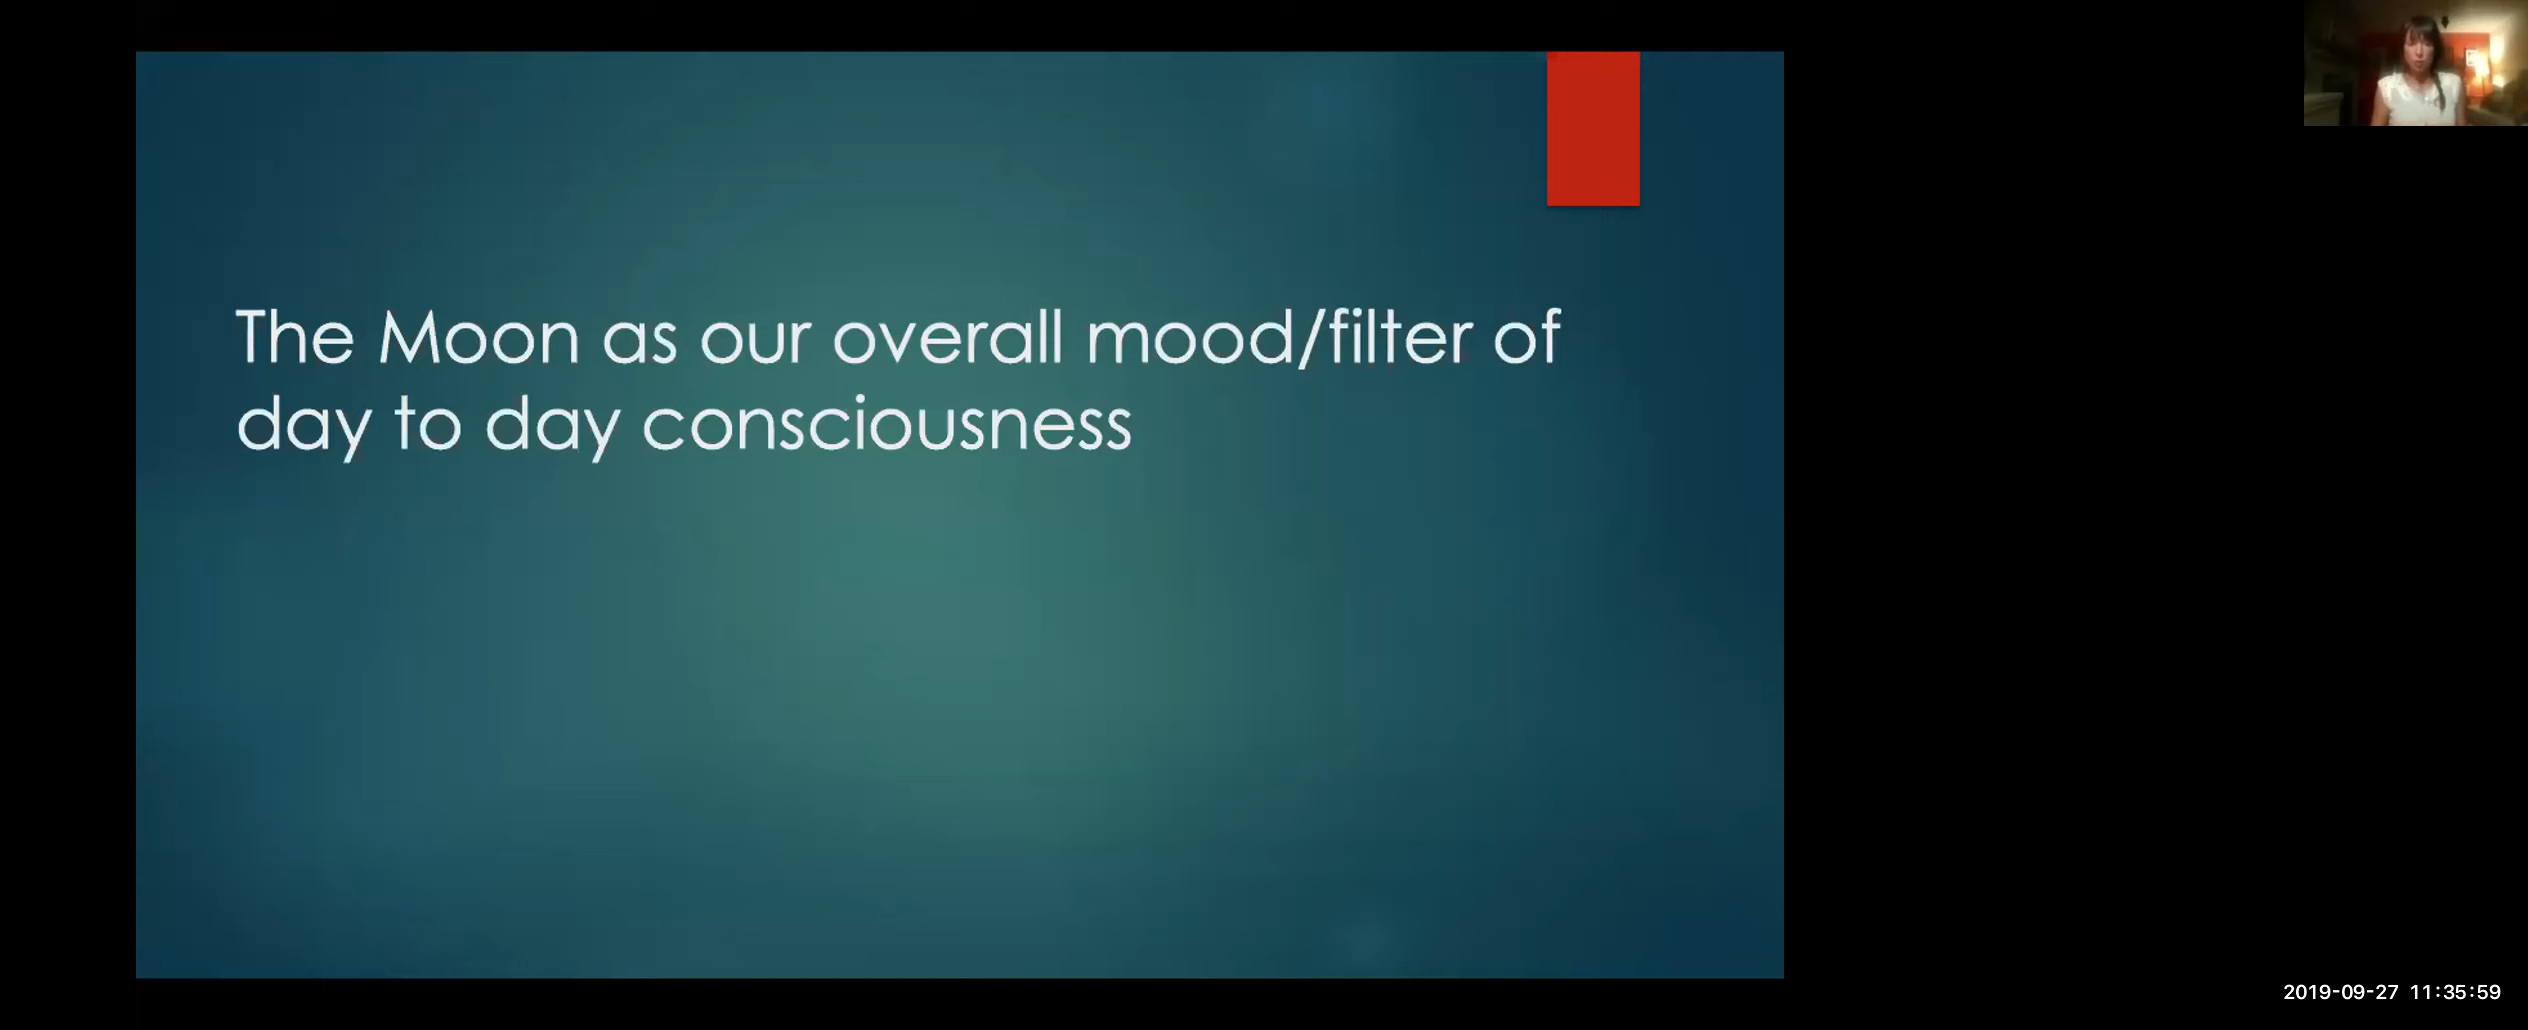 The Moon as our overall mood/filter of
day to day consciousness
2019-09-27 11:35:59